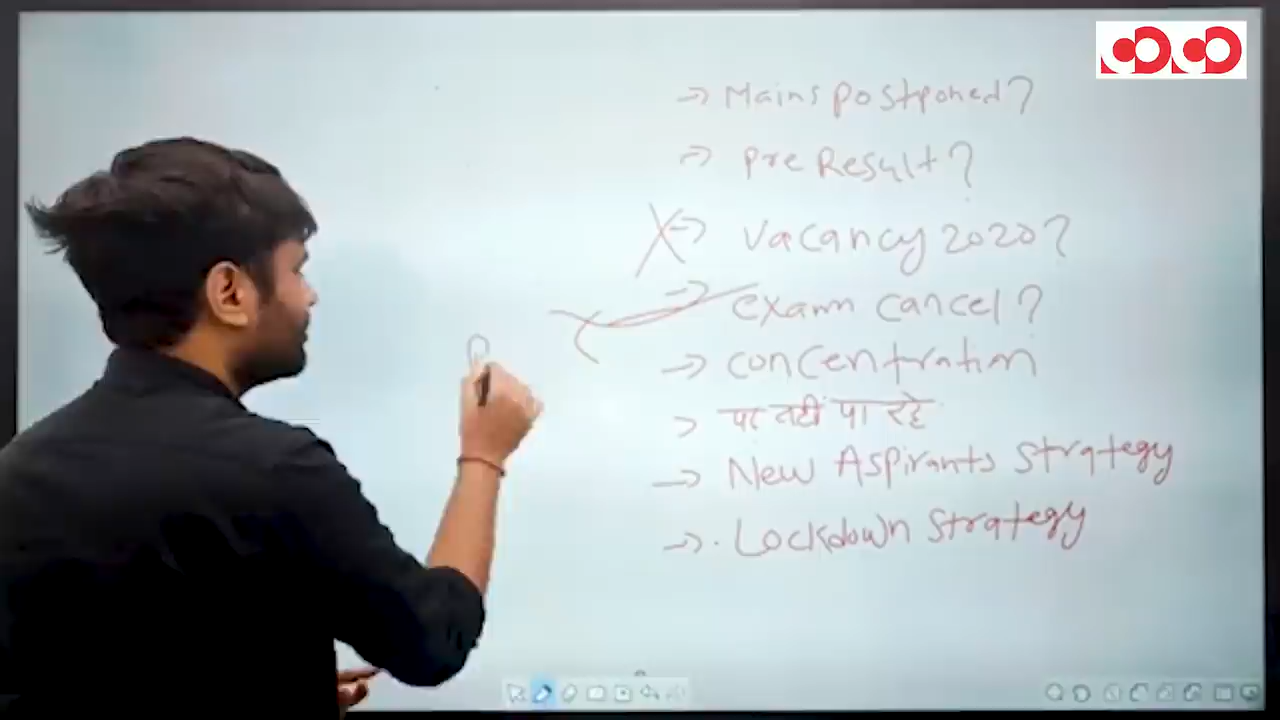 → Mains postponed?
→ Pre Result?
→ Vacancy 2020?
→ Exam cancel?
→ Concentration
> पढ़ नहीं पा रहे
→ New Aspirants Strategy
→ . Lockdown Strategy